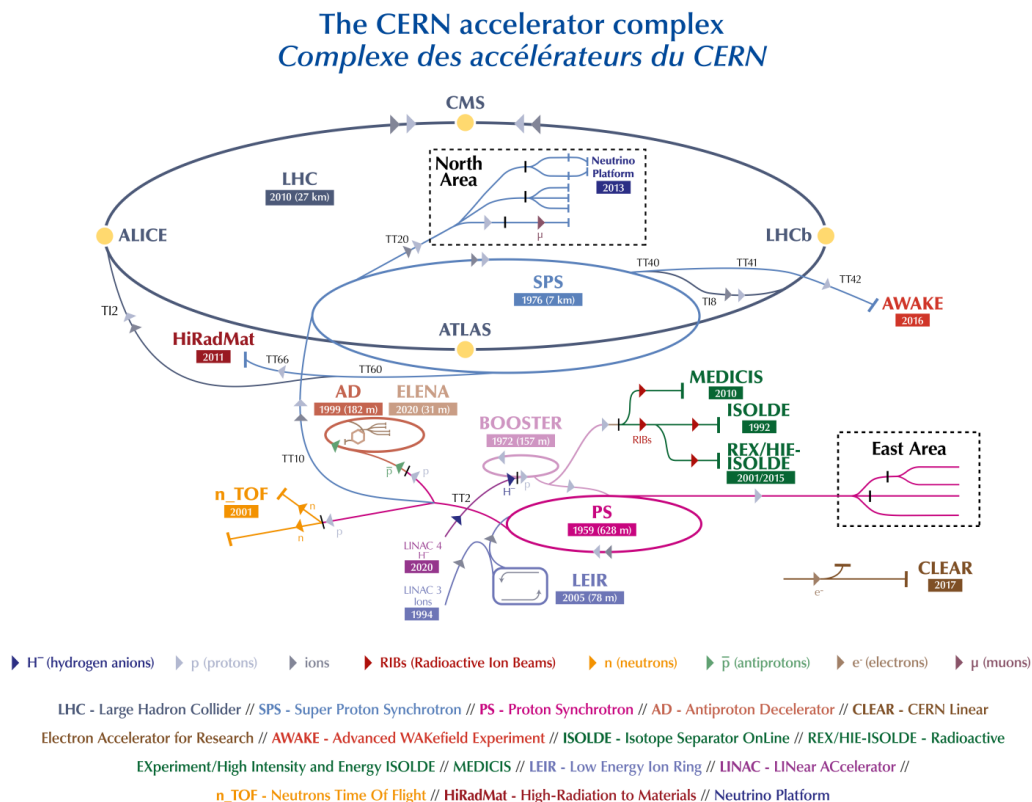 The CERN accelerator complex
Complexe des accélérateurs du CERN
CMS
North
Area
Neutrino
Platform
2013
LHC
2010 (27 km)
μ
ALICE
LHCb
TT20
TT40
TT41
TT42
SPS
1976 (7 km)
TI8
TI2
AWAKE
2016
ATLAS
HiRadMat
2011
TT66
TT60
AD
1999 (182 m)
ELENA
2020 (31 m)
MEDICIS
2010
ISOLDE
1992
RIBs
REX/HIE-
ISOLDE
2001/2015
BOOSTER
1972 (157 m)
East Area
TT10
p̅
p
TT2
H⁻
p
n_TOF
2001
n
n
p
PS
1959 (628 m)
LINAC 4
H⁻
2020
LINAC 3
Ions
1994
LEIR
2005 (78 m)
CLEAR
2017
e⁻
H⁻ (hydrogen anions)
p (protons)
ions
RIBs (Radioactive Ion Beams)
n (neutrons)
p̅ (antiprotons)
e⁻ (electrons)
μ (muons)
LHC - Large Hadron Collider // SPS - Super Proton Synchrotron // PS - Proton Synchrotron // AD - Antiproton Decelerator // CLEAR - CERN Linear
Electron Accelerator for Research // AWAKE - Advanced WAKefield Experiment // ISOLDE - Isotope Separator OnLine // REX/HIE-ISOLDE - Radioactive
EXperiment/High Intensity and Energy ISOLDE // MEDICIS // LEIR - Low Energy Ion Ring // LINAC - LINear ACcelerator //
n_TOF - Neutrons Time Of Flight // HiRadMat - High-Radiation to Materials // Neutrino Platform